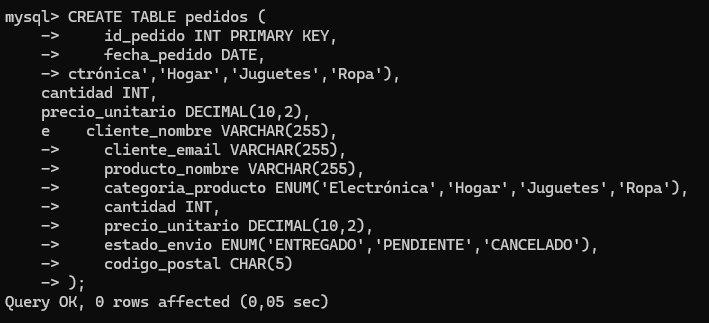 mysql> CREATE TABLE pedidos (
    ->     id_pedido INT PRIMARY KEY,
    ->     fecha_pedido DATE,
    -> ctrónica','Hogar','Juguetes','Ropa'),
    cantidad INT,
    precio_unitario DECIMAL(10,2),
    e    cliente_nombre VARCHAR(255),
    ->     cliente_email VARCHAR(255),
    ->     producto_nombre VARCHAR(255),
    ->     categoria_producto ENUM('Electrónica','Hogar','Juguetes','Ropa'),
    ->     cantidad INT,
    ->     precio_unitario DECIMAL(10,2),
    ->     estado_envio ENUM('ENTREGADO','PENDIENTE','CANCELADO'),
    ->     codigo_postal CHAR(5)
    -> );
Query OK, 0 rows affected (0,05 sec)